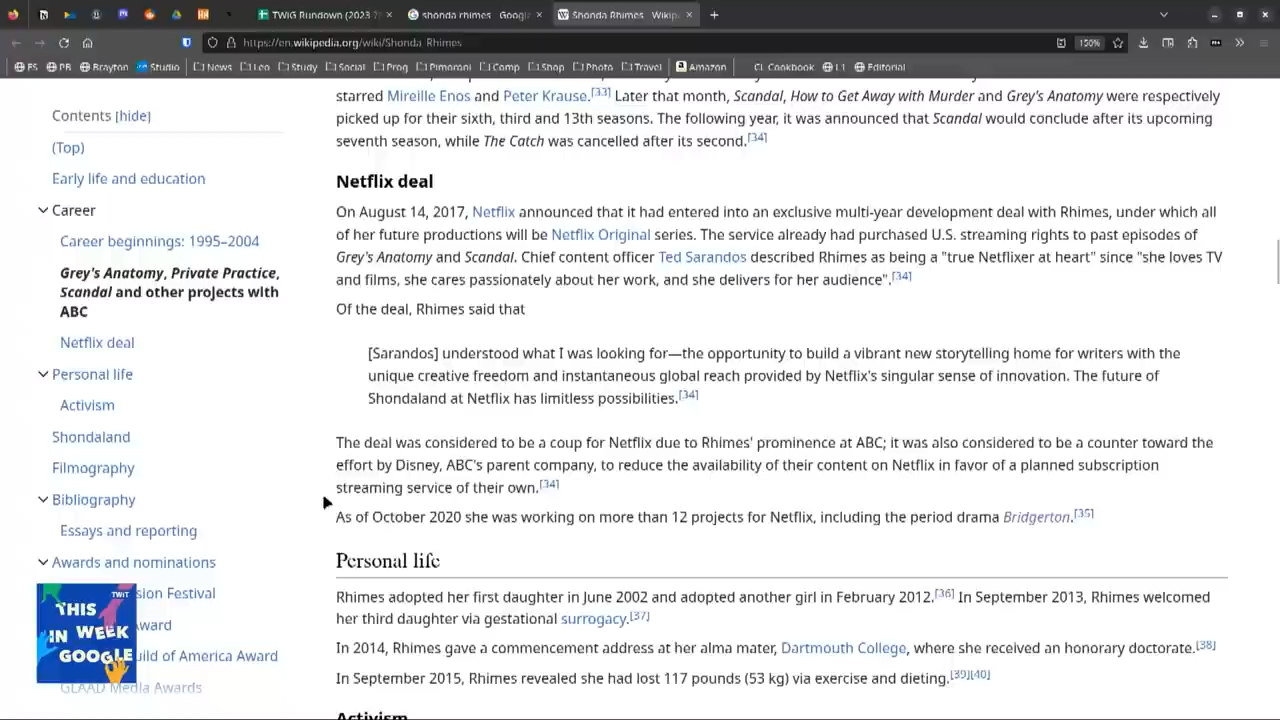 TWiG Rundown (2023-7
shonda rhimes - Googl
Shonda Rhimes - Wikip
https://en.wikipedia.org/wiki/Shonda_Rhimes
150%
FS
PB
Brayton
Studio
News
Leo
Study
Social
Prog
Pimoroni
Comp
Shop
Photo
Travel
Amazon
CL Cookbook
L1
Editorial
Contents [hide]
(Top)
Early life and education
Career
Career beginnings: 1995–2004
Grey's Anatomy, Private Practice,
Scandal and other projects with
ABC
Netflix deal
Personal life
Activism
Shondaland
Filmography
Bibliography
Essays and reporting
Awards and nominations
sion Festival
ward
uild of America Award
GLAAD Media Awards
TWiT
THIS
IN WEEK
GOOGLE
starred Mireille Enos and Peter Krause.[33] Later that month, Scandal, How to Get Away with Murder and Grey's Anatomy were respectively
picked up for their sixth, third and 13th seasons. The following year, it was announced that Scandal would conclude after its upcoming
seventh season, while The Catch was cancelled after its second.[34]
Netflix deal
On August 14, 2017, Netflix announced that it had entered into an exclusive multi-year development deal with Rhimes, under which all
of her future productions will be Netflix Original series. The service already had purchased U.S. streaming rights to past episodes of
Grey's Anatomy and Scandal. Chief content officer Ted Sarandos described Rhimes as being a "true Netflixer at heart" since "she loves TV
and films, she cares passionately about her work, and she delivers for her audience".[34]
Of the deal, Rhimes said that
[Sarandos] understood what I was looking for—the opportunity to build a vibrant new storytelling home for writers with the
unique creative freedom and instantaneous global reach provided by Netflix's singular sense of innovation. The future of
Shondaland at Netflix has limitless possibilities.[34]
The deal was considered to be a coup for Netflix due to Rhimes' prominence at ABC; it was also considered to be a counter toward the
effort by Disney, ABC's parent company, to reduce the availability of their content on Netflix in favor of a planned subscription
streaming service of their own.[34]
As of October 2020 she was working on more than 12 projects for Netflix, including the period drama Bridgerton.[35]
Personal life
Rhimes adopted her first daughter in June 2002 and adopted another girl in February 2012.[36] In September 2013, Rhimes welcomed
her third daughter via gestational surrogacy.[37]
In 2014, Rhimes gave a commencement address at her alma mater, Dartmouth College, where she received an honorary doctorate.[38]
In September 2015, Rhimes revealed she had lost 117 pounds (53 kg) via exercise and dieting.[39][40]
Activism